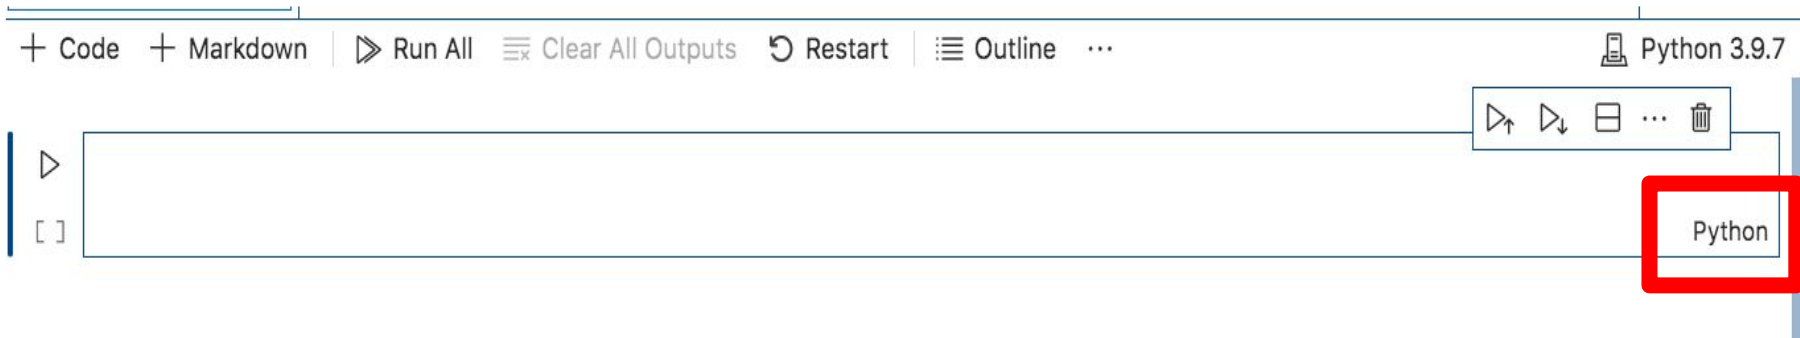 + Code + Markdown Run All Clear All Outputs Restart Outline ... Python 3.9.7
[ ] Python